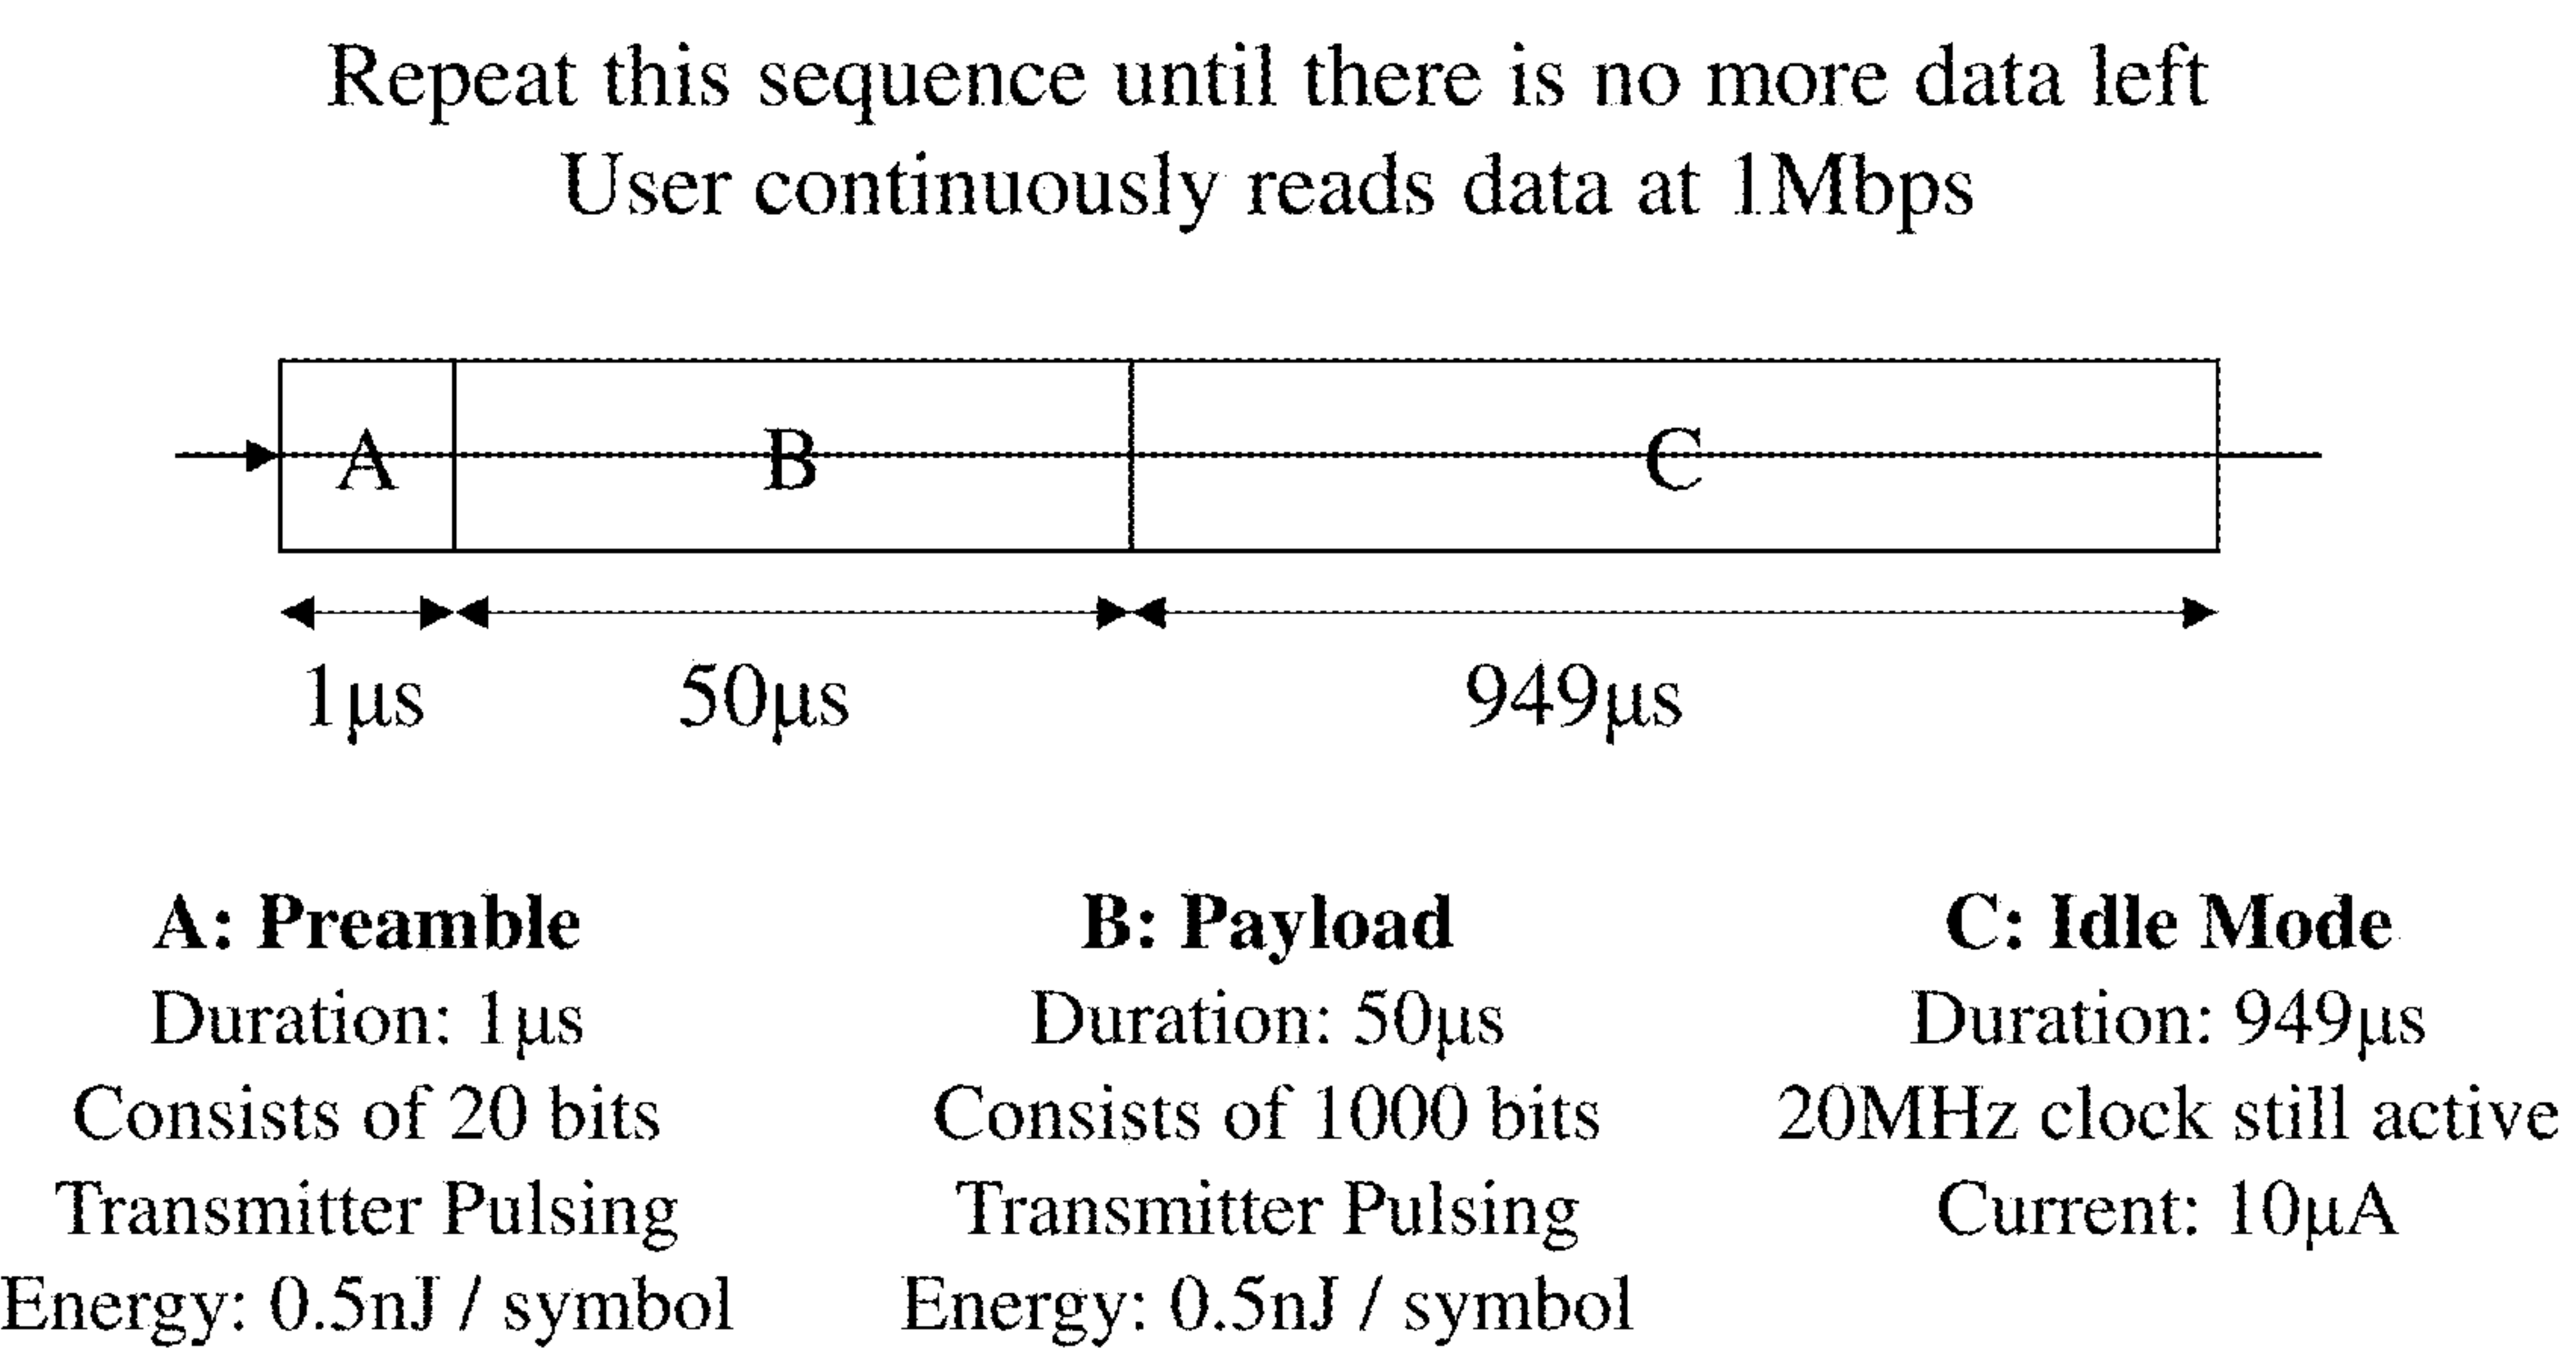 Repeat this sequence until there is no more data left
User continuously reads data at 1Mbps
A B C
1μs 50μs 949μs
A: Preamble
Duration: 1μs
Consists of 20 bits
Transmitter Pulsing
Energy: 0.5nJ / symbol
B: Payload
Duration: 50μs
Consists of 1000 bits
Transmitter Pulsing
Energy: 0.5nJ / symbol
C: Idle Mode
Duration: 949μs
20MHz clock still active
Current: 10μA